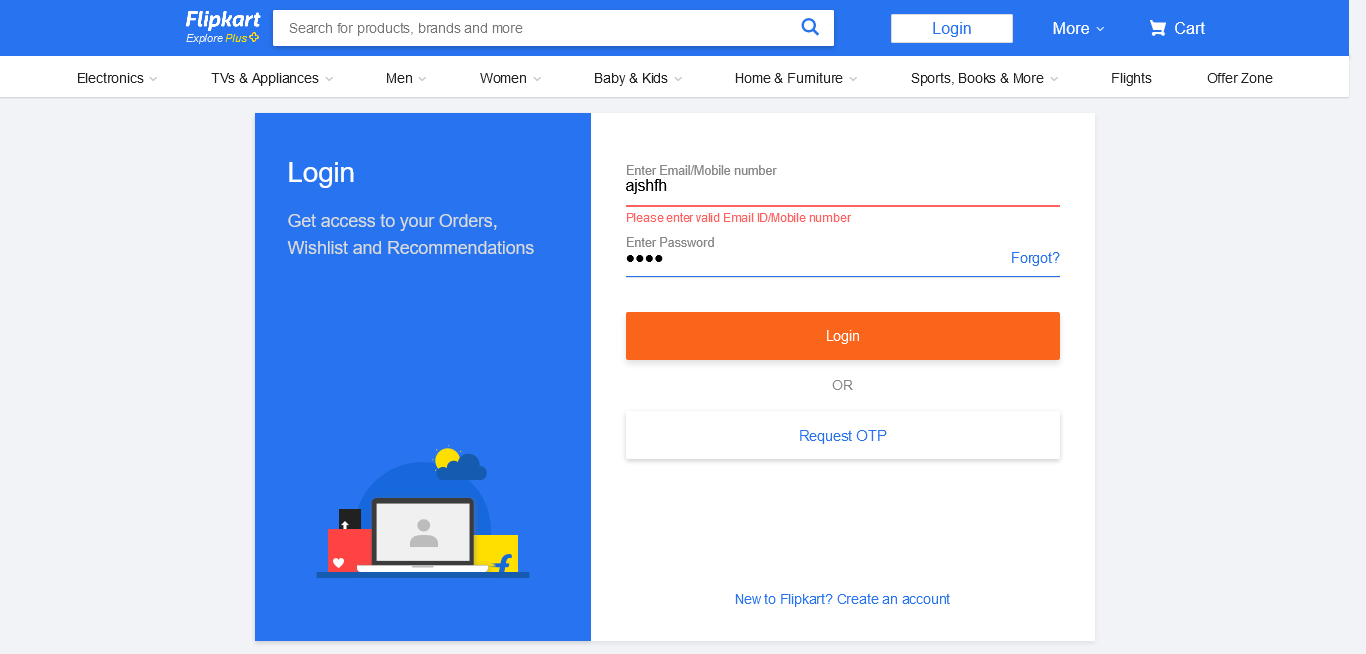 Flipkart
Explore Plus
Search for products, brands and more
Login
More
Cart
Electronics
TVs & Appliances
Men
Women
Baby & Kids
Home & Furniture
Sports, Books & More
Flights
Offer Zone
Login
Get access to your Orders,
Wishlist and Recommendations
Enter Email/Mobile number
ajshfh
Please enter valid Email ID/Mobile number
Enter Password
••••
Forgot?
Login
OR
Request OTP
New to Flipkart? Create an account